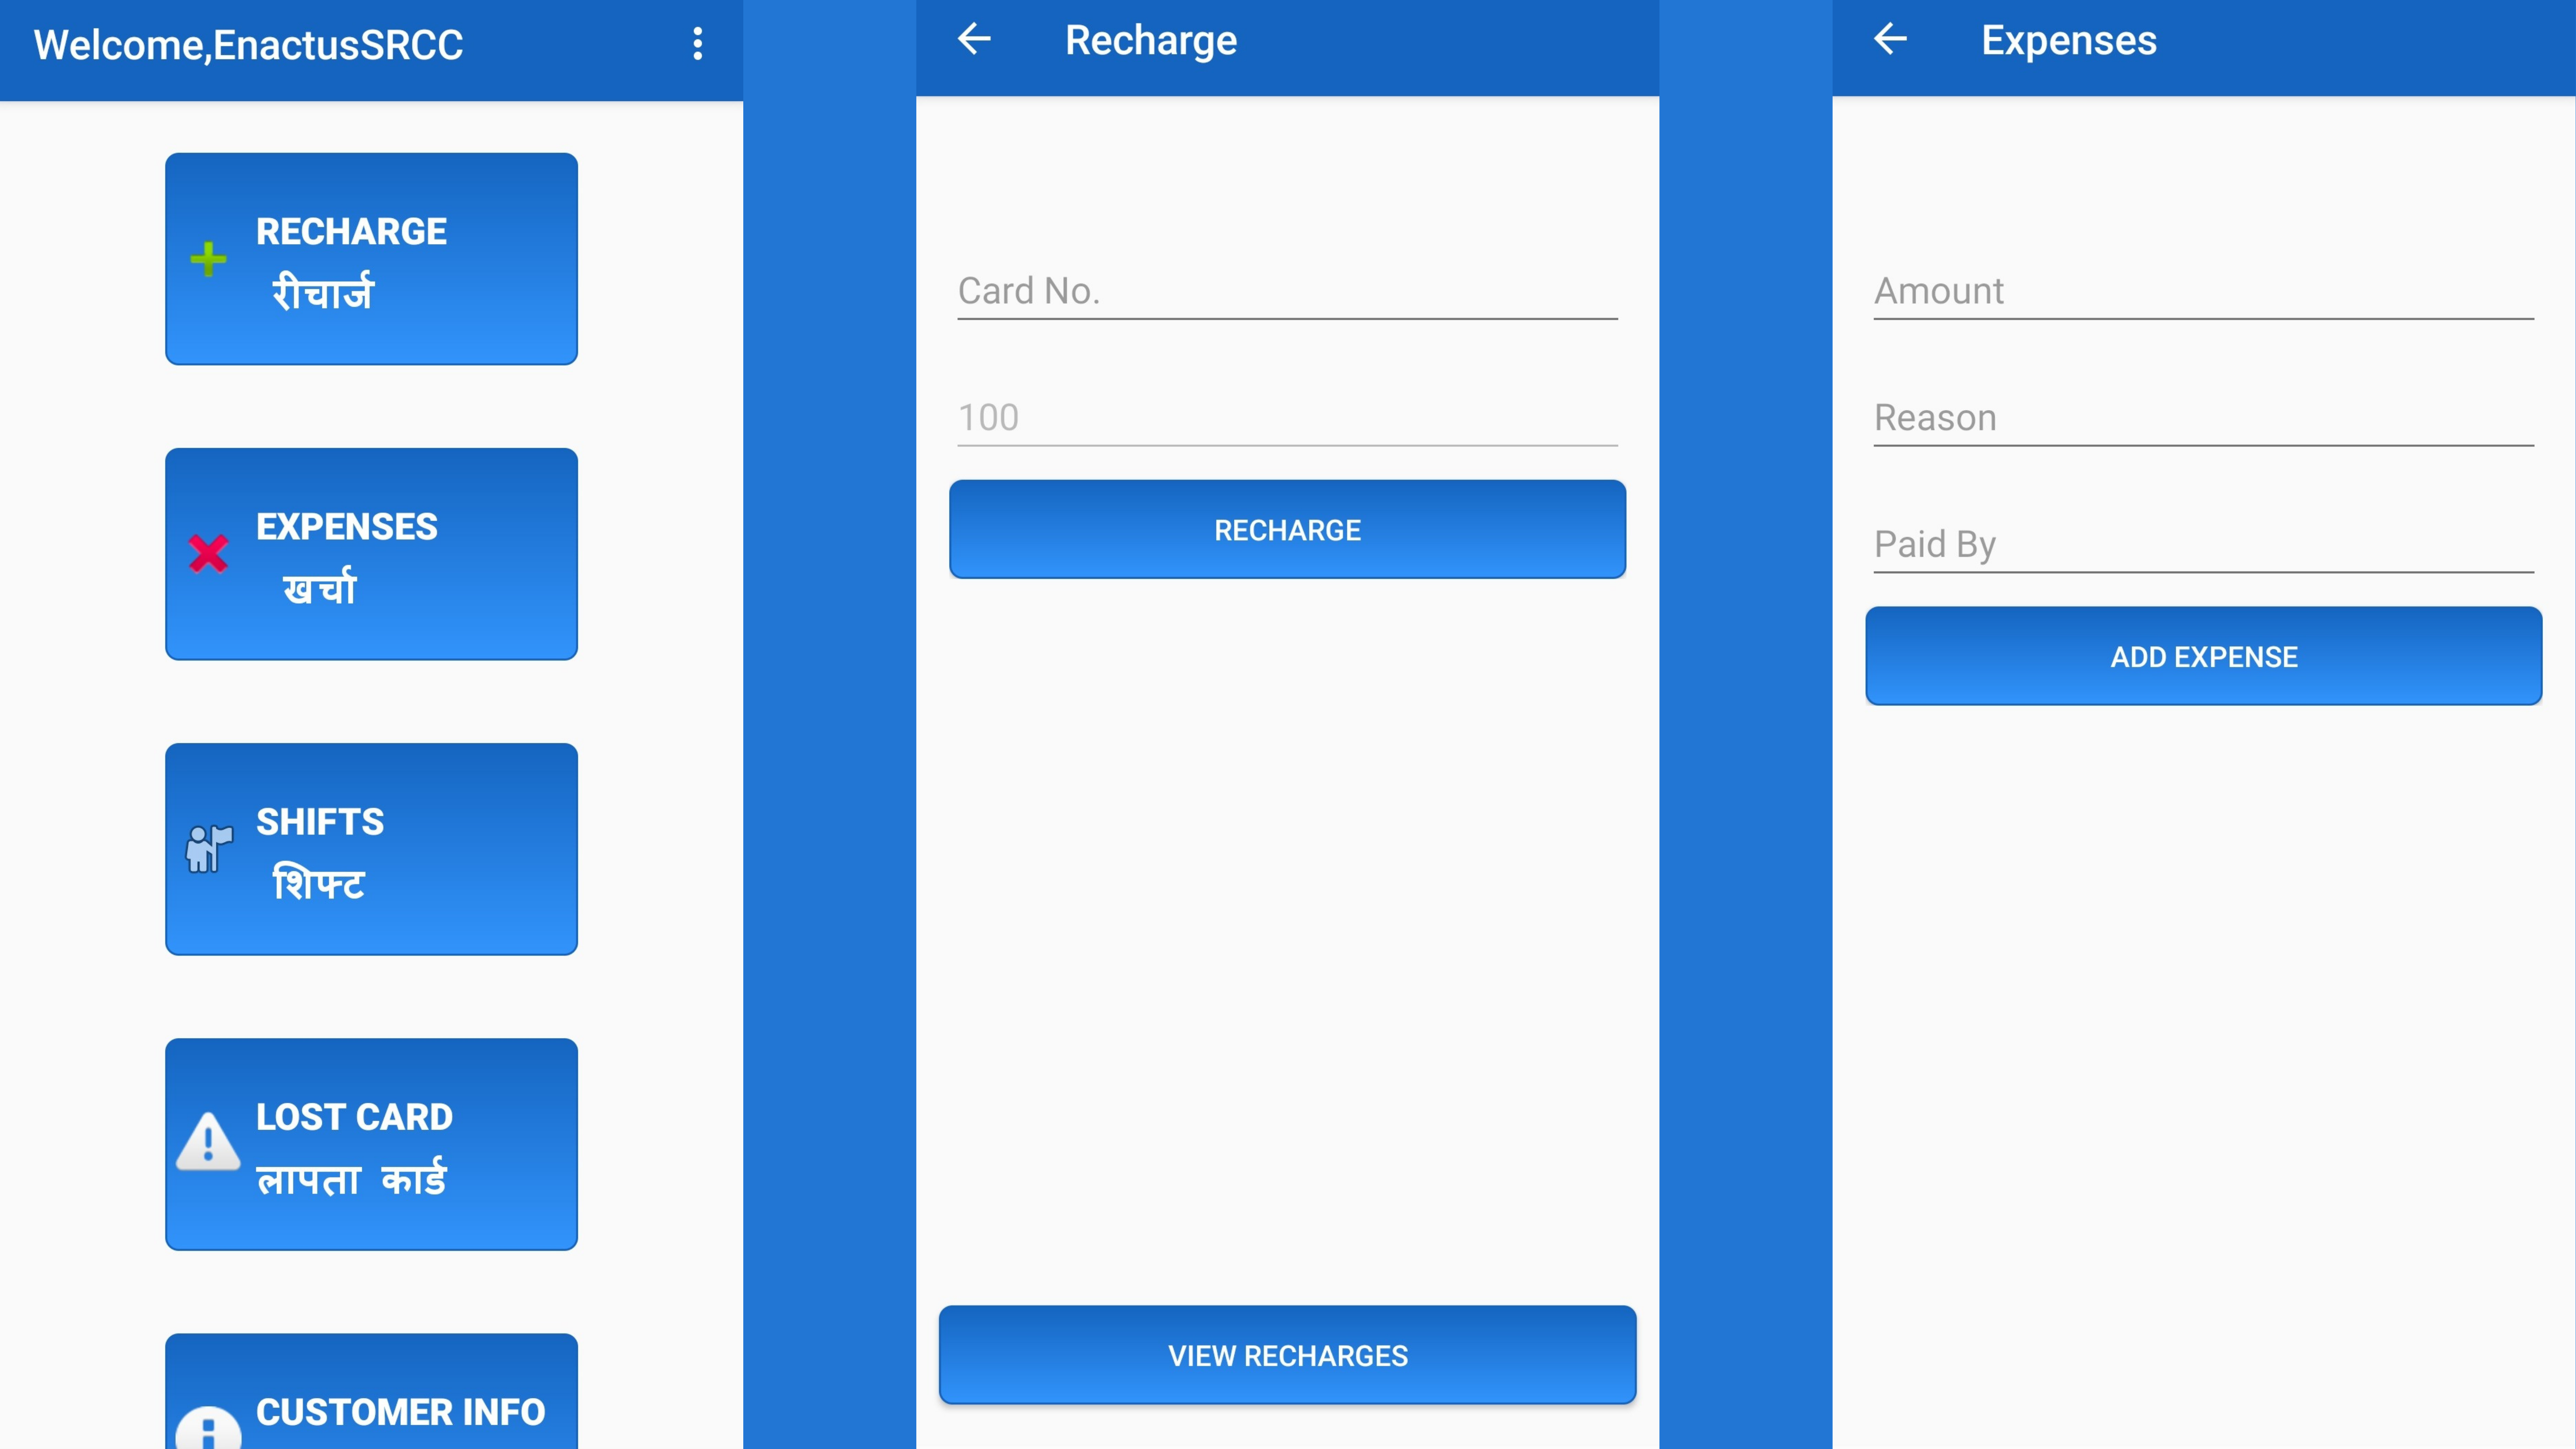 Welcome,EnactusSRCC
RECHARGE
रीचार्ज
EXPENSES
खर्चा
SHIFTS
शिफ्ट
LOST CARD
लापता कार्ड
CUSTOMER INFO
Recharge
Card No.
100
RECHARGE
VIEW RECHARGES
Expenses
Amount
Reason
Paid By
ADD EXPENSE